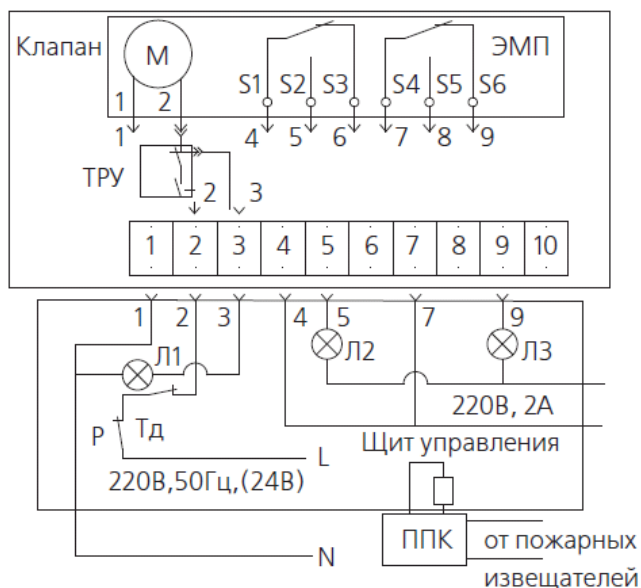 Клапан
М
ЭМП
S1 S2 S3 S4 S5 S6
1 2
1 4 5 6 7 8 9
ТРУ
2 3
1 2 3 4 5 6 7 8 9 10
1 2 3 4 5 7 9
Л1 Л2 Л3
220В, 2А
Р Тд
Щит управления
L
220В,50Гц,(24В)
ППК от пожарных
N
извещателей